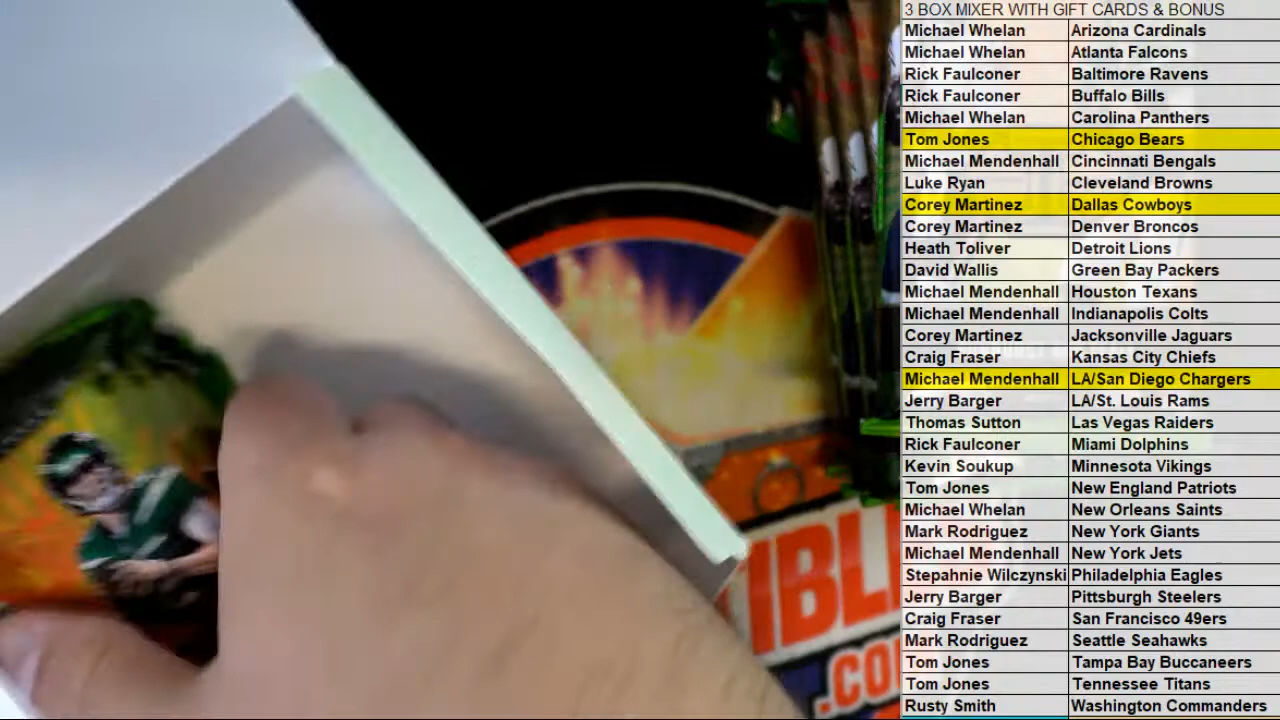 3 BOX MIXER WITH GIFT CARDS & BONUS
Michael Whelan Arizona Cardinals
Michael Whelan Atlanta Falcons
Rick Faulconer Baltimore Ravens
Rick Faulconer Buffalo Bills
Michael Whelan Carolina Panthers
Tom Jones Chicago Bears
Michael Mendenhall Cincinnati Bengals
Luke Ryan Cleveland Browns
Corey Martinez Dallas Cowboys
Corey Martinez Denver Broncos
Heath Toliver Detroit Lions
David Wallis Green Bay Packers
Michael Mendenhall Houston Texans
Michael Mendenhall Indianapolis Colts
Corey Martinez Jacksonville Jaguars
Craig Fraser Kansas City Chiefs
Michael Mendenhall LA/San Diego Chargers
Jerry Barger LA/St. Louis Rams
Thomas Sutton Las Vegas Raiders
Rick Faulconer Miami Dolphins
Kevin Soukup Minnesota Vikings
Tom Jones New England Patriots
Michael Whelan New Orleans Saints
Mark Rodriguez New York Giants
Michael Mendenhall New York Jets
Stepahnie Wilczynski Philadelphia Eagles
Jerry Barger Pittsburgh Steelers
Craig Fraser San Francisco 49ers
Mark Rodriguez Seattle Seahawks
Tom Jones Tampa Bay Buccaneers
Tom Jones Tennessee Titans
Rusty Smith Washington Commanders
IBL
.CO